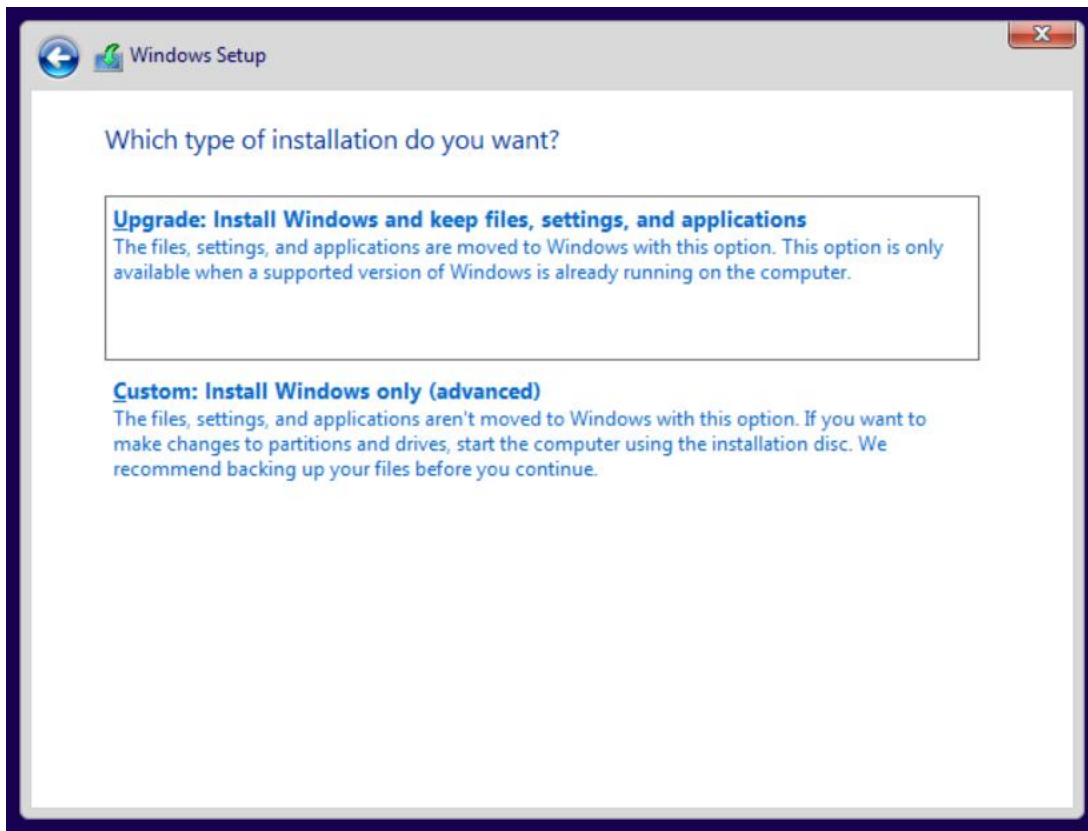 Windows Setup
Which type of installation do you want?
Upgrade: Install Windows and keep files, settings, and applications
The files, settings, and applications are moved to Windows with this option. This option is only
available when a supported version of Windows is already running on the computer.
Custom: Install Windows only (advanced)
The files, settings, and applications aren't moved to Windows with this option. If you want to
make changes to partitions and drives, start the computer using the installation disc. We
recommend backing up your files before you continue.